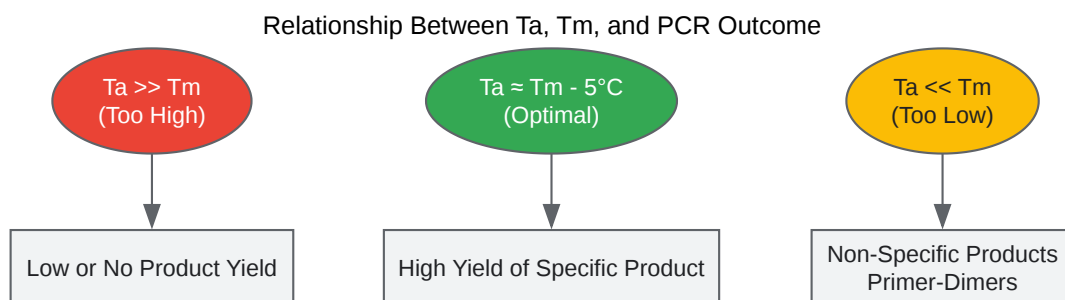 Relationship Between Ta, Tm, and PCR Outcome
Ta >> Tm
(Too High)
Ta ≈ Tm - 5°C
(Optimal)
Ta << Tm
(Too Low)
Low or No Product Yield
High Yield of Specific Product
Non-Specific Products
Primer-Dimers